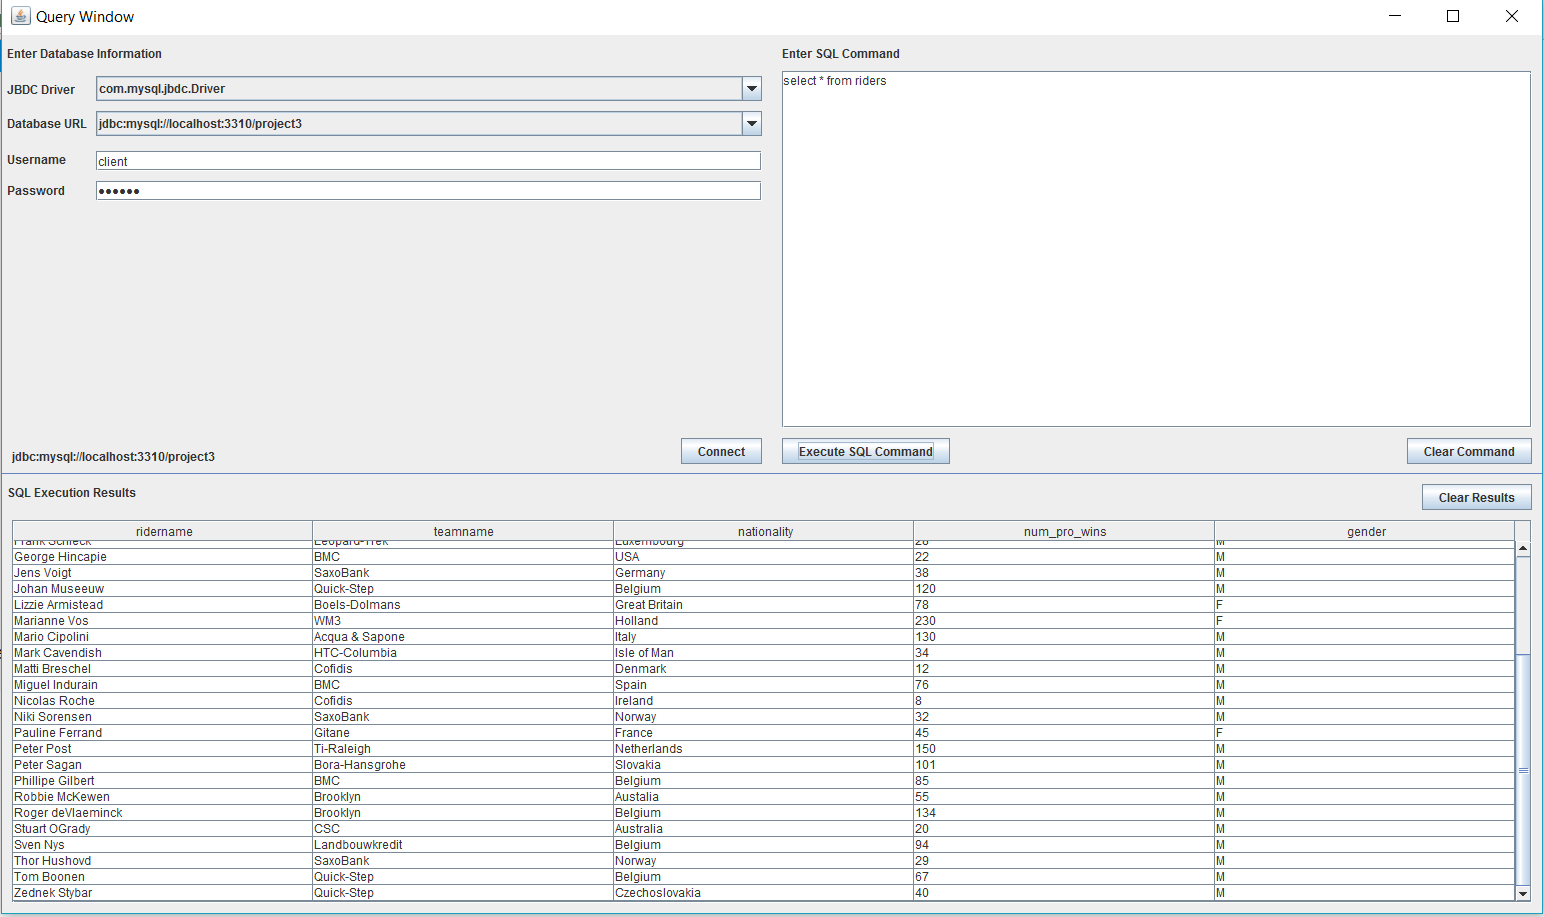 Query Window
Enter Database Information
JBDC Driver com.mysql.jbdc.Driver
Database URL jdbc:mysql://localhost:3310/project3
Username client
Password ••••••
jdbc:mysql://localhost:3310/project3
Connect
Enter SQL Command
select * from riders
Execute SQL Command Clear Command
SQL Execution Results
Clear Results
ridername teamname nationality num_pro_wins gender
Frank Schleck Leopard-Trek Luxembourg 28 M
George Hincapie BMC USA 22 M
Jens Voigt SaxoBank Germany 38 M
Johan Museeuw Quick-Step Belgium 120 M
Lizzie Armistead Boels-Dolmans Great Britain 78 F
Marianne Vos WM3 Holland 230 F
Mario Cipolini Acqua & Sapone Italy 130 M
Mark Cavendish HTC-Columbia Isle of Man 34 M
Matti Breschel Cofidis Denmark 12 M
Miguel Indurain BMC Spain 76 M
Nicolas Roche Cofidis Ireland 8 M
Niki Sorensen SaxoBank Norway 32 M
Pauline Ferrand Gitane France 45 F
Peter Post Ti-Raleigh Netherlands 150 M
Peter Sagan Bora-Hansgrohe Slovakia 101 M
Phillipe Gilbert BMC Belgium 85 M
Robbie McKewen Brooklyn Austalia 55 M
Roger deVlaeminck Brooklyn Belgium 134 M
Stuart OGrady CSC Australia 20 M
Sven Nys Landbouwkredit Belgium 94 M
Thor Hushovd SaxoBank Norway 29 M
Tom Boonen Quick-Step Belgium 67 M
Zednek Stybar Quick-Step Czechoslovakia 40 M